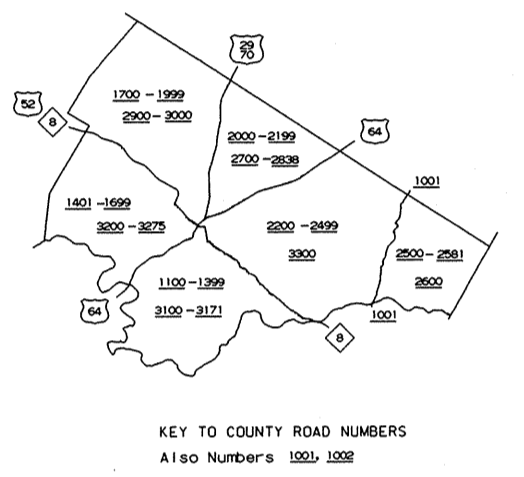 29
70
52
8
1700 - 1999
2900 - 3000
2000 - 2199
2700 - 2838
64
1001
1401 - 1699
3200 - 3275
2200 - 2499
3300
2500 - 2581
2600
1100 - 1399
3100 - 3171
64
1001
8
KEY TO COUNTY ROAD NUMBERS
Also Numbers 1001, 1002